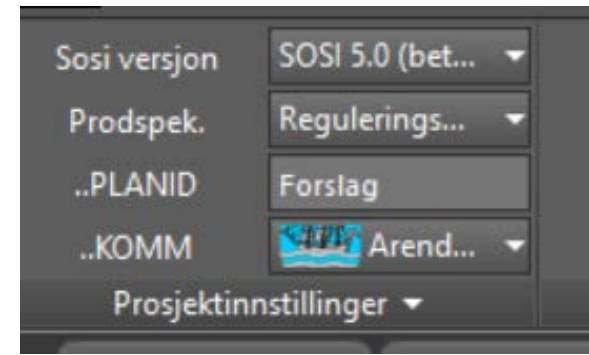 Sosi versjon SOSI 5.0 (bet...
Prodspek. Regulerings...
..PLANID Forslag
..KOMM Arend...
Prosjektinnstillinger